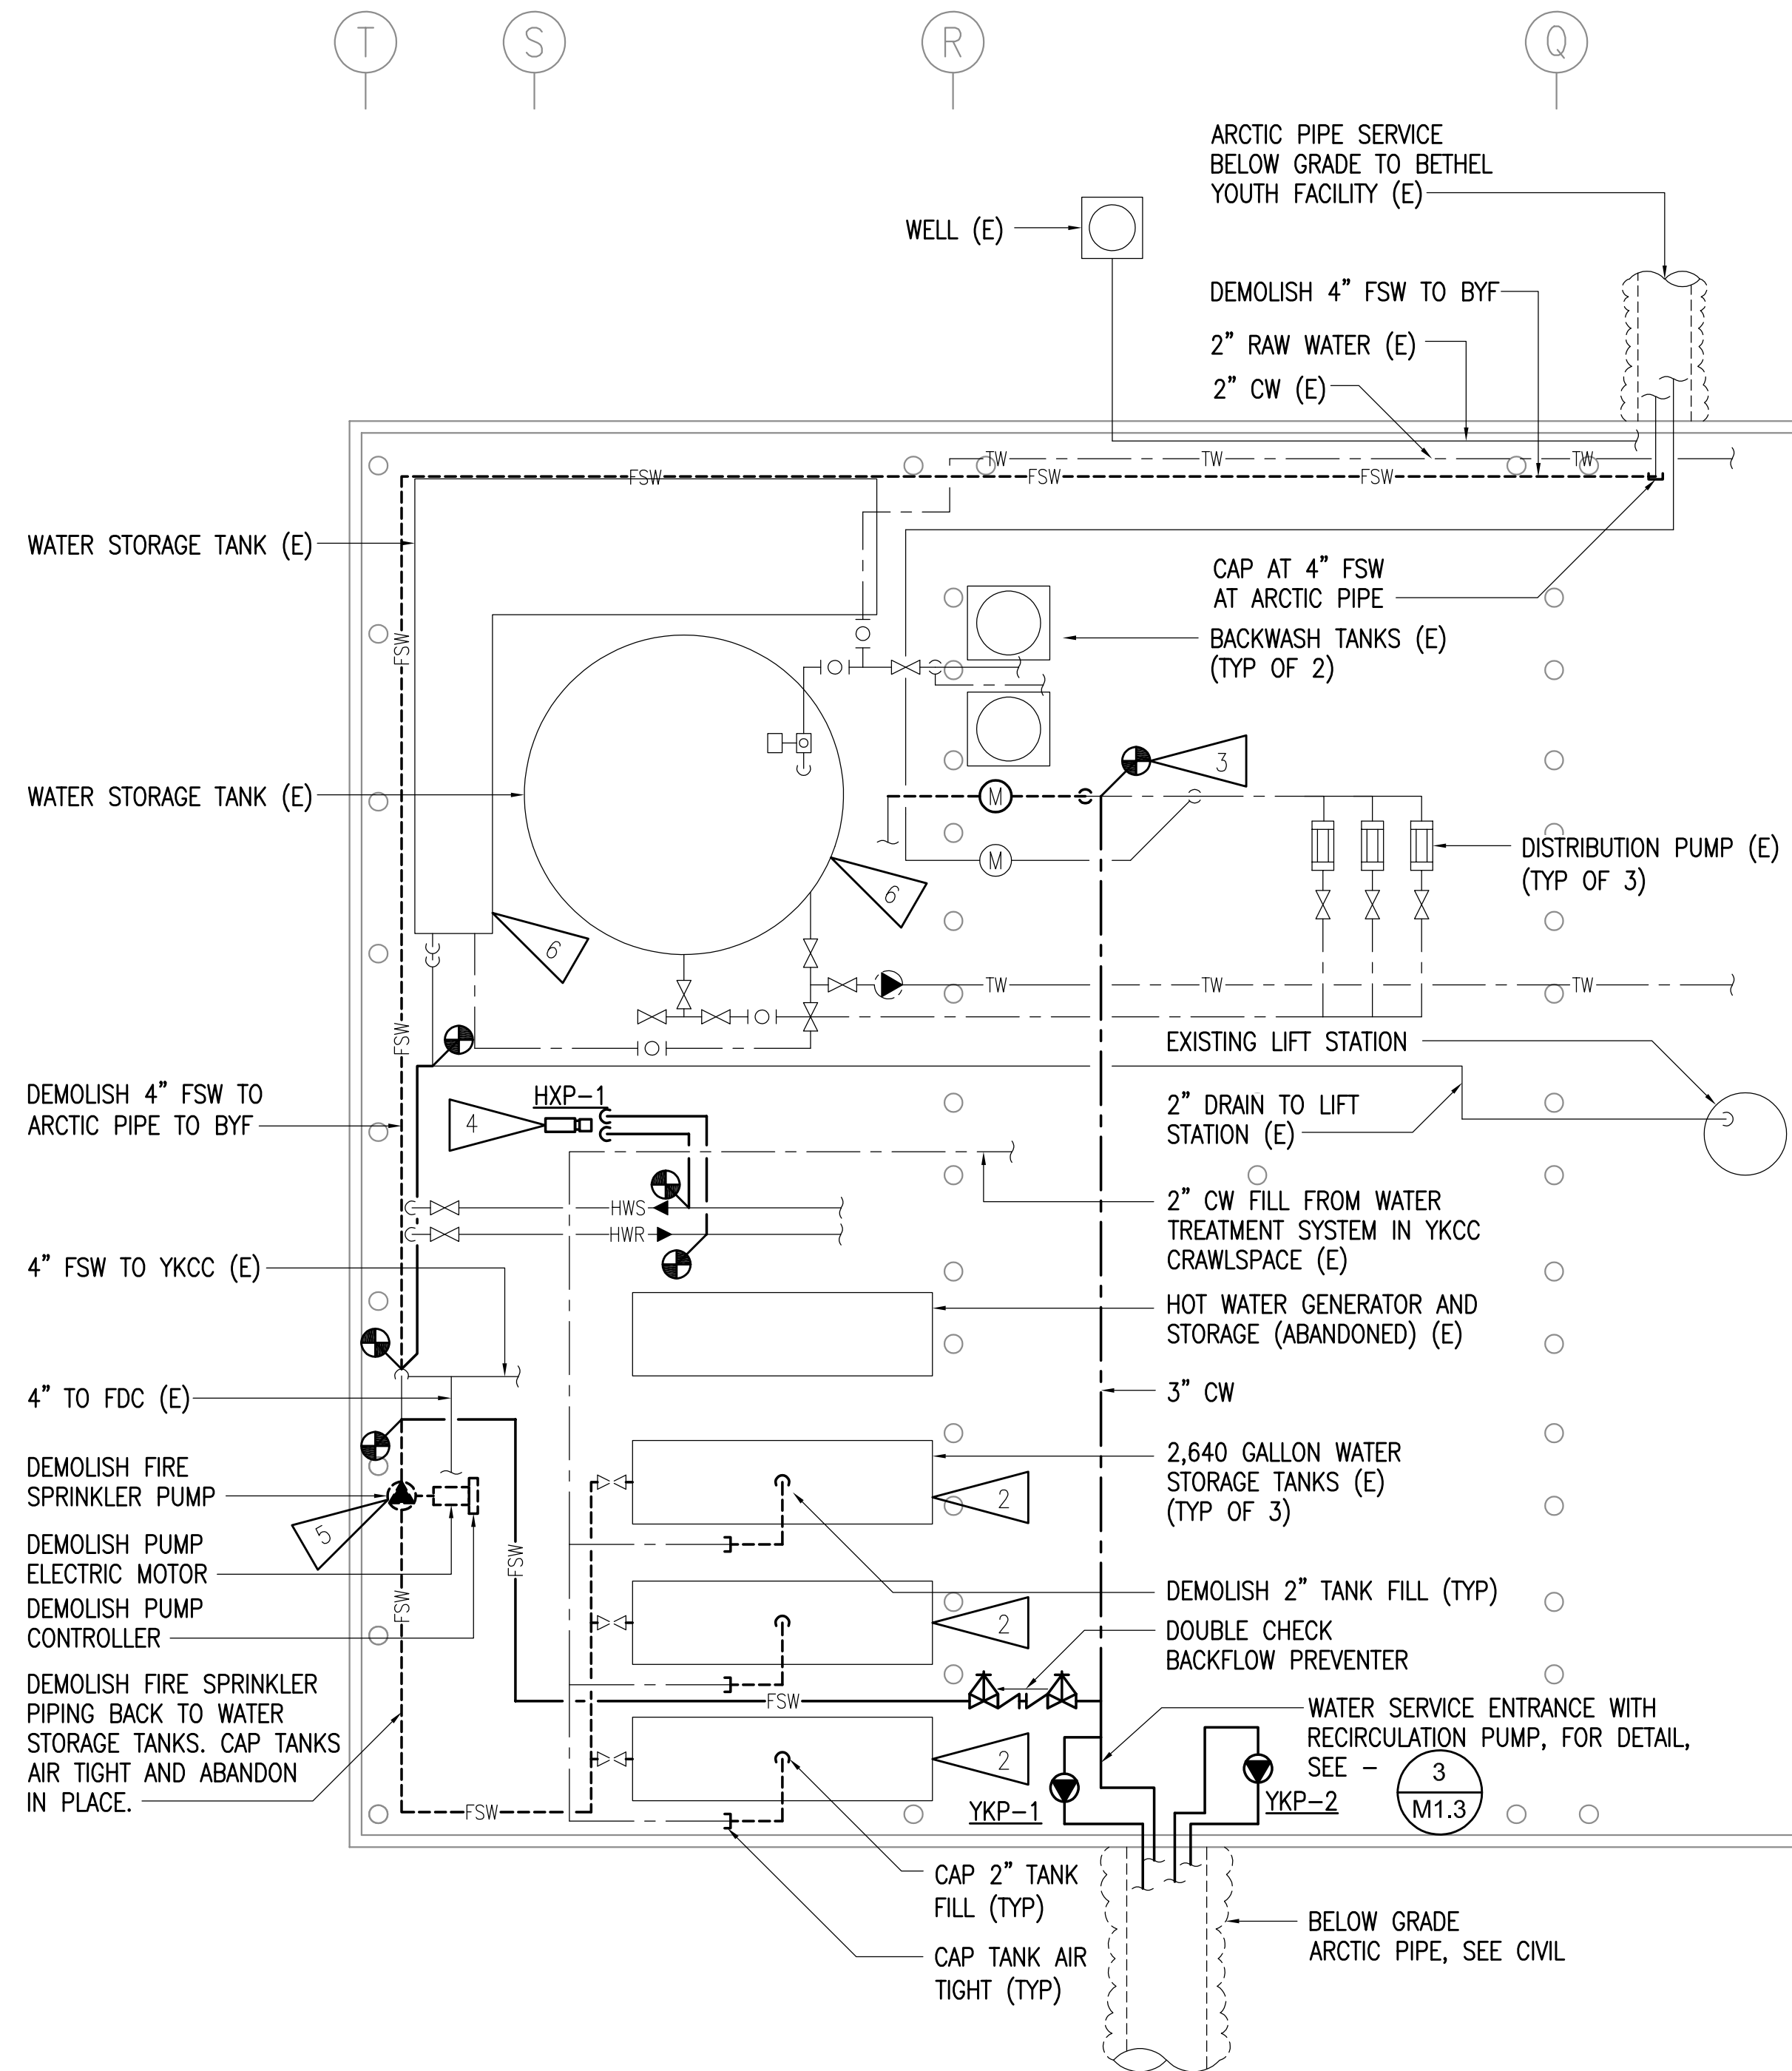 T
S
R
Q
ARCTIC PIPE SERVICE
BELOW GRADE TO BETHEL
YOUTH FACILITY (E)
WELL (E)
DEMOLISH 4" FSW TO BYF
2" RAW WATER (E)
2" CW (E)
TW
TW
TW
FSW
FSW
FSW
WATER STORAGE TANK (E)
CAP AT 4" FSW
AT ARCTIC PIPE
BACKWASH TANKS (E)
(TYP OF 2)
FSW
3
WATER STORAGE TANK (E)
M
M
DISTRIBUTION PUMP (E)
(TYP OF 3)
6
6
TW
TW
TW
FSW
EXISTING LIFT STATION
DEMOLISH 4" FSW TO
ARCTIC PIPE TO BYF
HXP-1
4
2" DRAIN TO LIFT
STATION (E)
HWS
HWR
2" CW FILL FROM WATER
TREATMENT SYSTEM IN YKCC
CRAWLSPACE (E)
4" FSW TO YKCC (E)
HOT WATER GENERATOR AND
STORAGE (ABANDONED) (E)
4" TO FDC (E)
3" CW
DEMOLISH FIRE
SPRINKLER PUMP
2,640 GALLON WATER
STORAGE TANKS (E)
(TYP OF 3)
2
5
DEMOLISH PUMP
ELECTRIC MOTOR
FSW
FSW
DEMOLISH 2" TANK FILL (TYP)
DEMOLISH PUMP
CONTROLLER
2
DOUBLE CHECK
BACKFLOW PREVENTER
DEMOLISH FIRE SPRINKLER
PIPING BACK TO WATER
STORAGE TANKS. CAP TANKS
AIR TIGHT AND ABANDON
IN PLACE.
FSW
WATER SERVICE ENTRANCE WITH
RECIRCULATION PUMP, FOR DETAIL,
SEE -
3
M1.3
2
FSW
YKP-1
YKP-2
CAP 2" TANK
FILL (TYP)
CAP TANK AIR
TIGHT (TYP)
BELOW GRADE
ARCTIC PIPE, SEE CIVIL